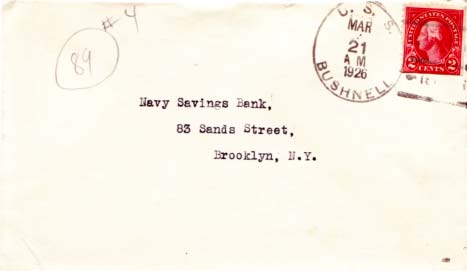 # 4
89
U. S. S.
MAR
21
A M
1926
BUSHNELL
UNITED STATES POSTAGE
2 CENTS 2
Navy Savings Bank,
83 Sands Street,
Brooklyn, N.Y.